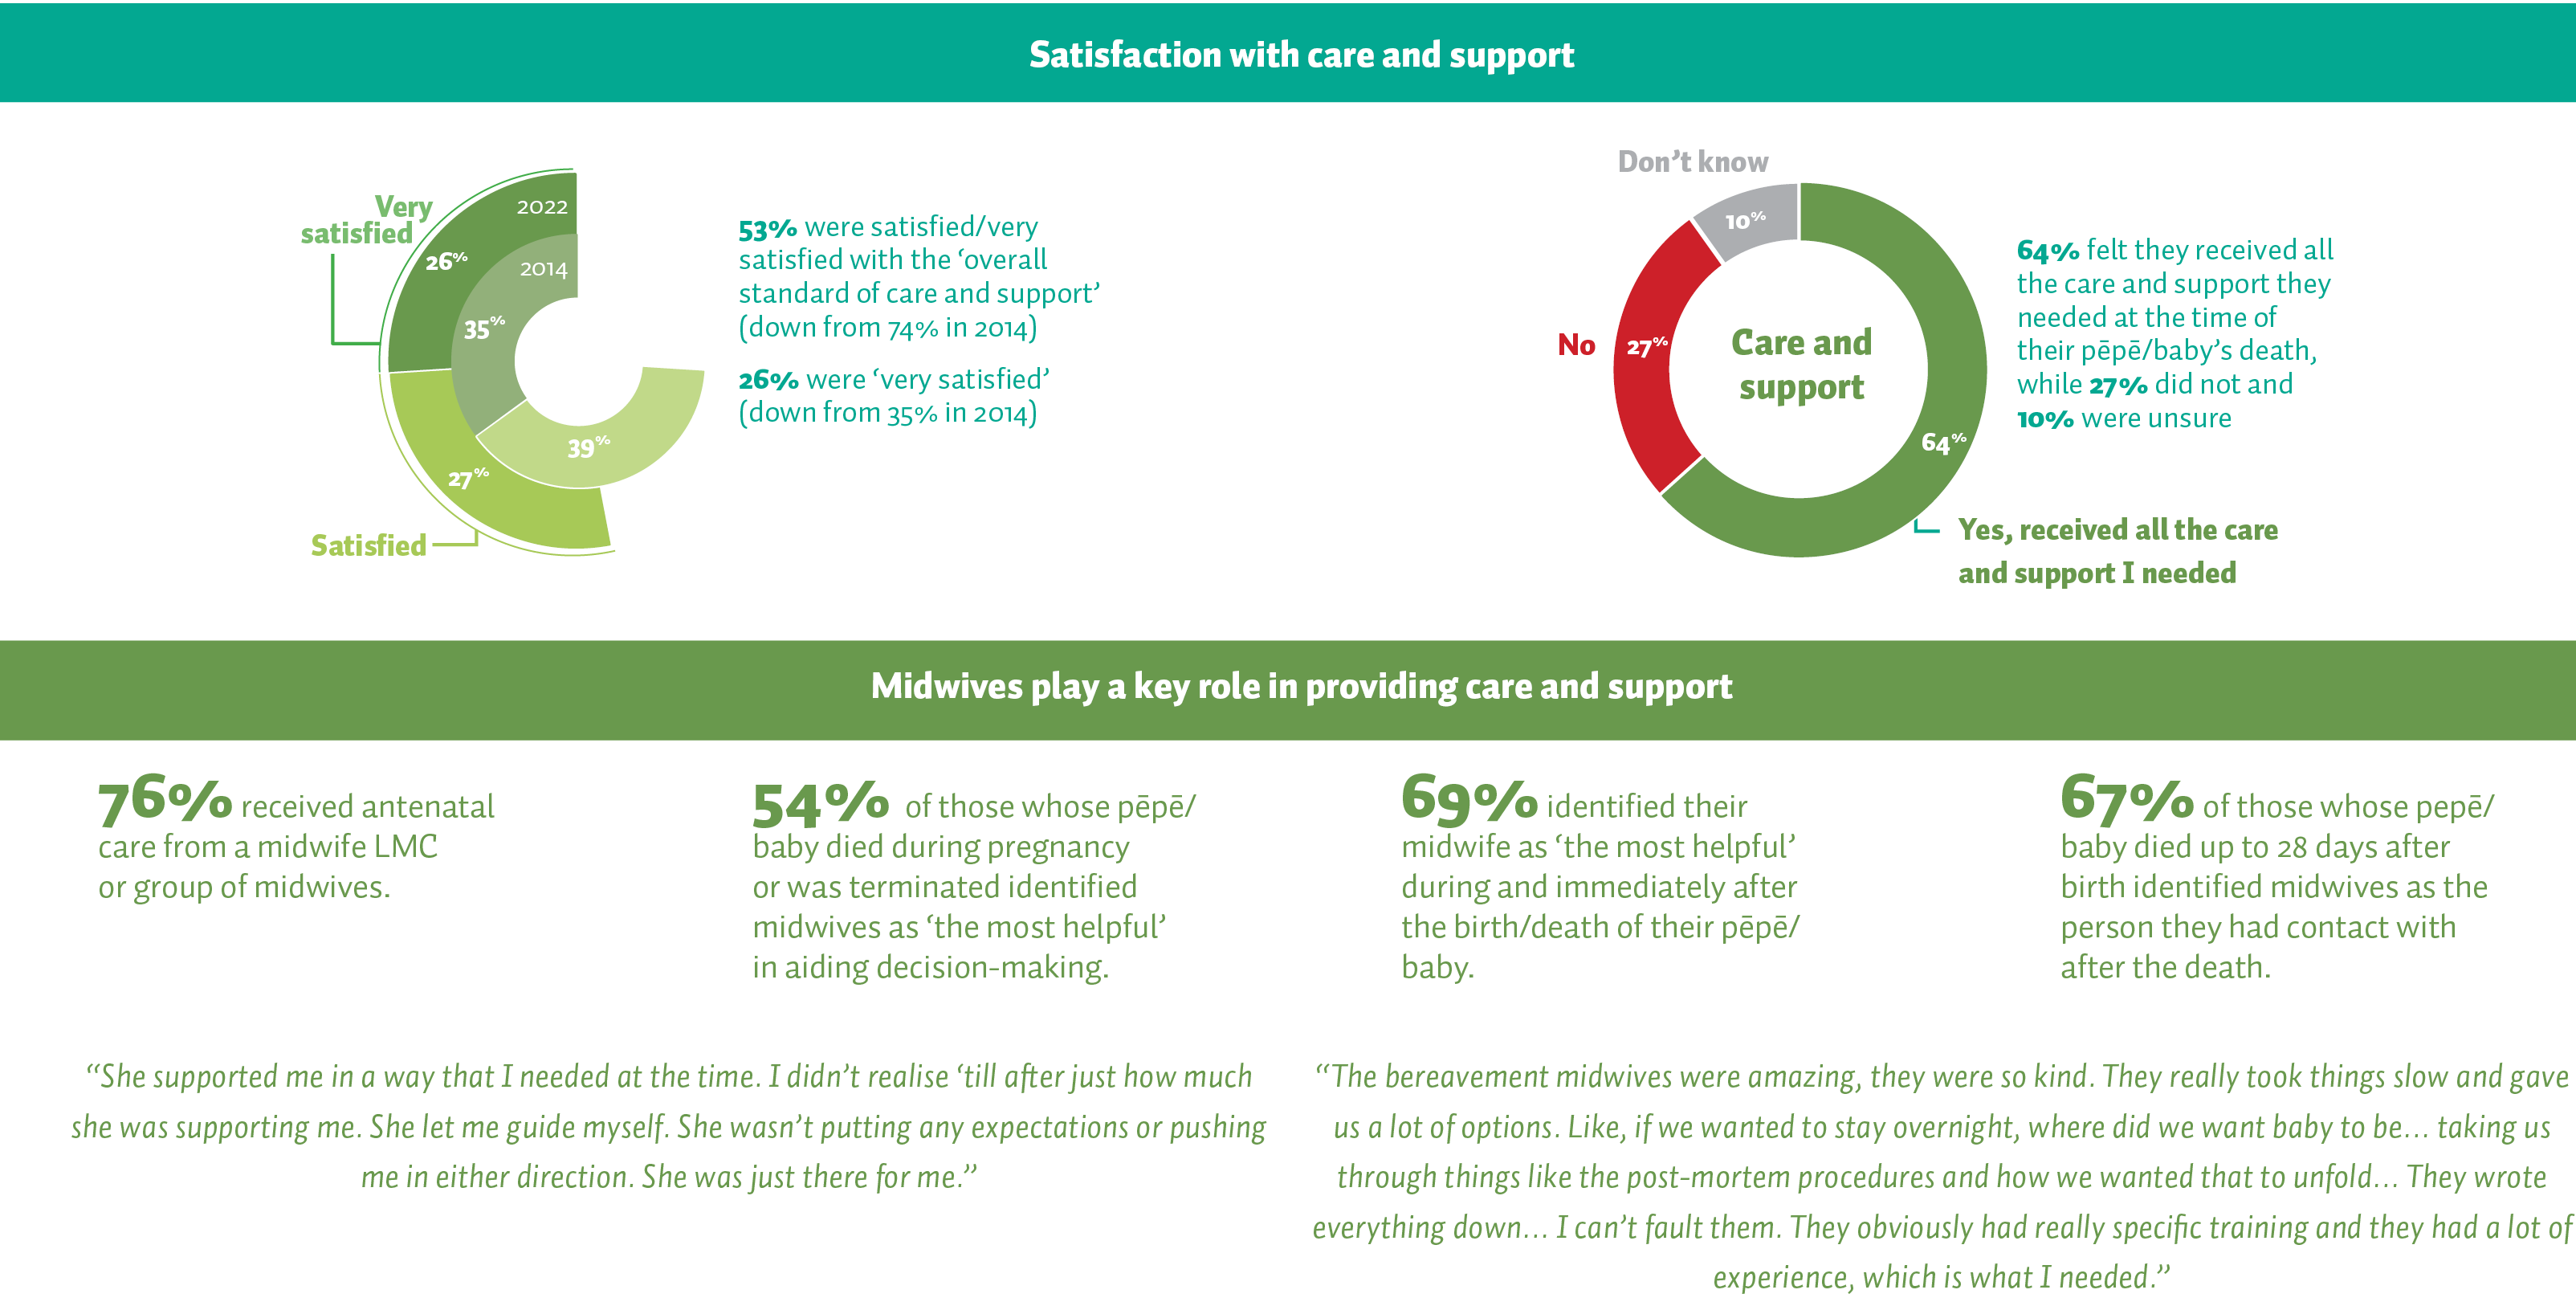 Satisfaction with care and support
Very
satisfied
2022
26%
2014
35%
39%
27%
Satisfied
53% were satisfied/very
satisfied with the ‘overall
standard of care and support’
(down from 74% in 2014)
26% were ‘very satisfied’
(down from 35% in 2014)
Don’t know
10%
No
27%
Care and
support
64%
64% felt they received all
the care and support they
needed at the time of
their pēpē/baby’s death,
while 27% did not and
10% were unsure
Yes, received all the care
and support I needed
Midwives play a key role in providing care and support
76% received antenatal
care from a midwife LMC
or group of midwives.
54% of those whose pēpē/
baby died during pregnancy
or was terminated identified
midwives as ‘the most helpful’
in aiding decision-making.
69% identified their
midwife as ‘the most helpful’
during and immediately after
the birth/death of their pēpē/
baby.
67% of those whose pepē/
baby died up to 28 days after
birth identified midwives as the
person they had contact with
after the death.
“She supported me in a way that I needed at the time. I didn’t realise ‘till after just how much
she was supporting me. She let me guide myself. She wasn’t putting any expectations or pushing
me in either direction. She was just there for me.”
“The bereavement midwives were amazing, they were so kind. They really took things slow and gave
us a lot of options. Like, if we wanted to stay overnight, where did we want baby to be… taking us
through things like the post-mortem procedures and how we wanted that to unfold… They wrote
everything down… I can’t fault them. They obviously had really specific training and they had a lot of
experience, which is what I needed.”